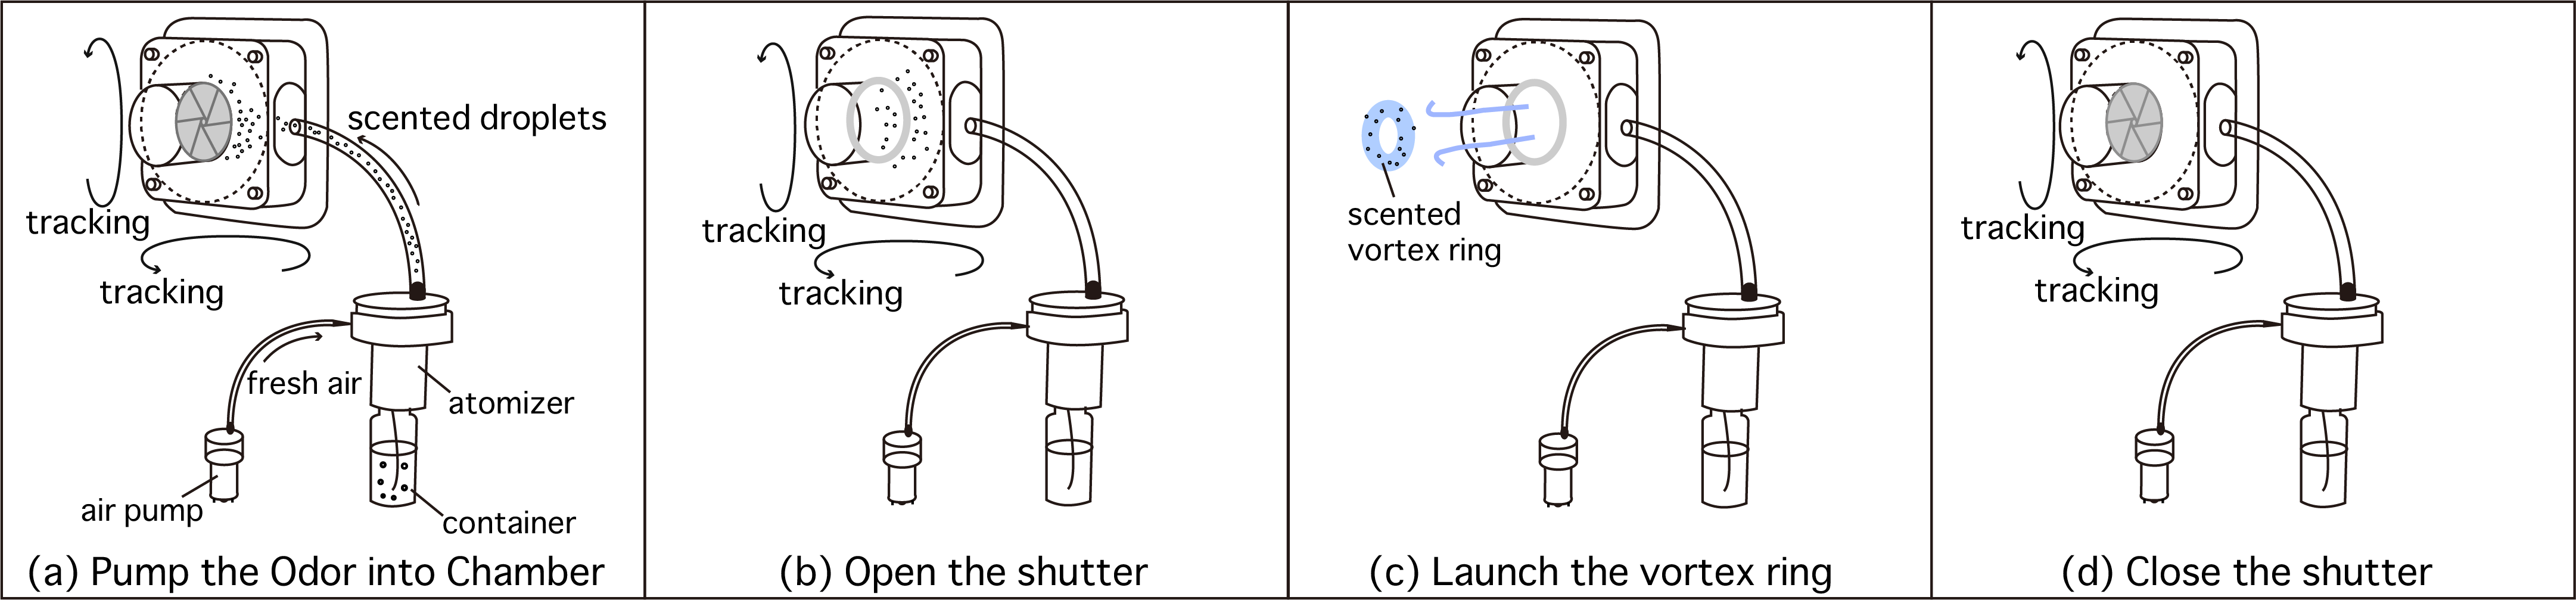 scented droplets
tracking
tracking
fresh air
atomizer
air pump
container
(a) Pump the Odor into Chamber
tracking
tracking
(b) Open the shutter
scented
vortex ring
(c) Launch the vortex ring
tracking
tracking
(d) Close the shutter